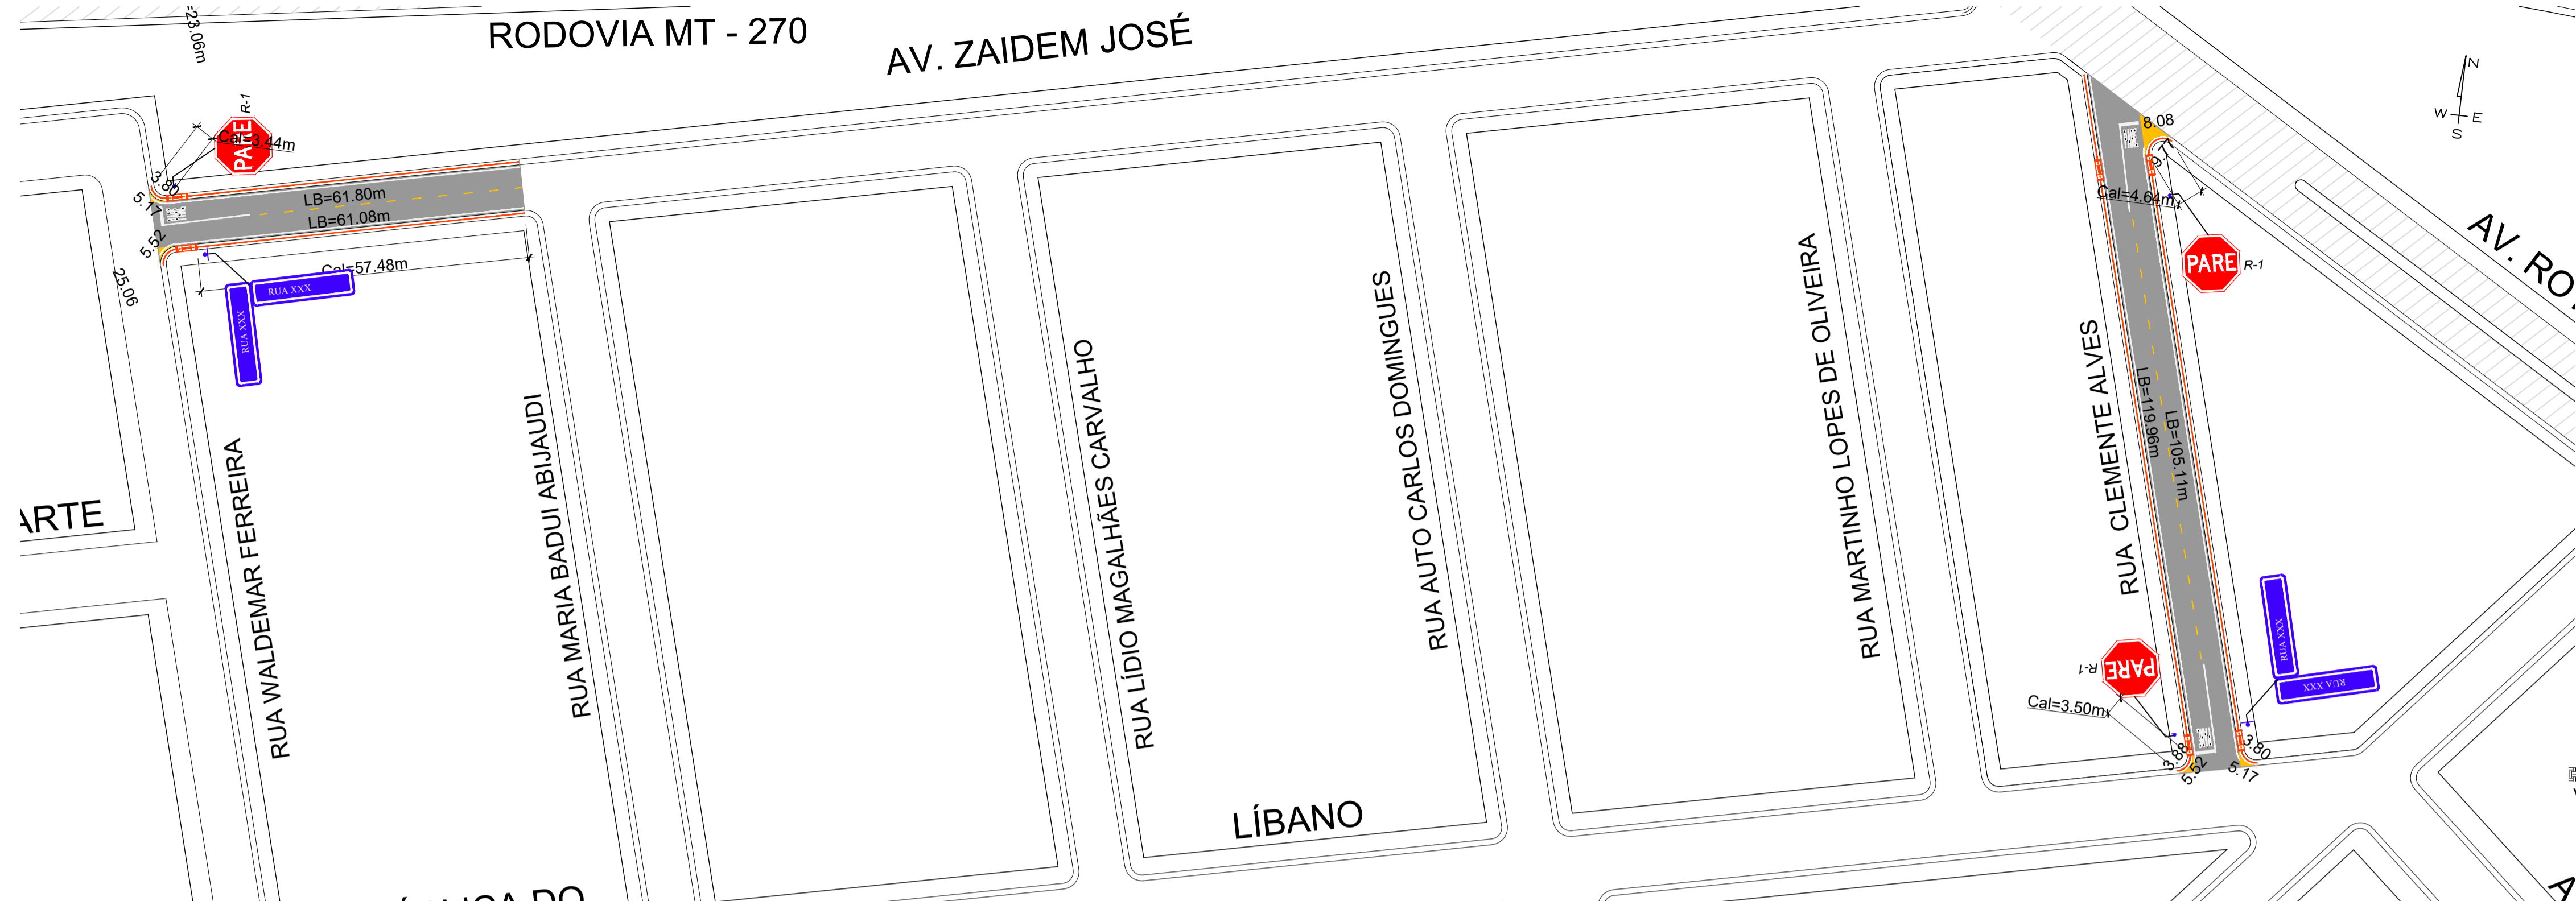 RODOVIA MT - 270
AV. ZAIDEM JOSÉ
=23.06m
R-1
PARE
Cal=3.44m
3.80
5.17
5.52
25.06
LB=61.80m
LB=61.08m
Cal=57.48m
RUA XXX
RUA XXX
ARTE
RUA WALDEMAR FERREIRA
RUA MARIA BADUI ABIJAUDI
RUA LÍDIO MAGALHÃES CARVALHO
RUA AUTO CARLOS DOMINGUES
RUA MARTINHO LOPES DE OLIVEIRA
RUA CLEMENTE ALVES
LÍBANO
8.08
9.77
Cal=4.64m
PARE
R-1
LB=119.96m
LB=105.11m
N
W
E
S
AV. RO
RUA XXX
RUA XXX
R-1
PARE
Cal=3.50m
3.88
5.52
3.80
5.17